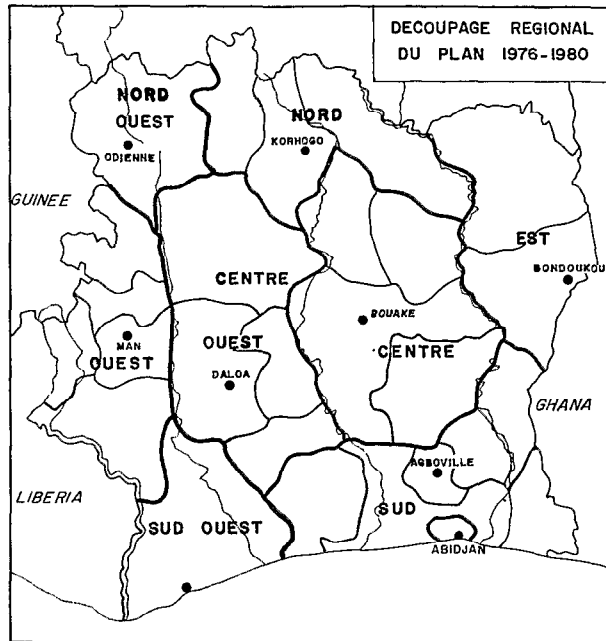 DECOUPAGE REGIONAL
DU PLAN 1976-1980
NORD
OUEST
ODIENNE
NORD
KORHOGO
GUINEE
EST
BONDOUKOU
CENTRE
OUEST
DALOA
BOUAKE
CENTRE
MAN
OUEST
GHANA
AGBOVILLE
LIBERIA
SUD OUEST
SUD
ABIDJAN